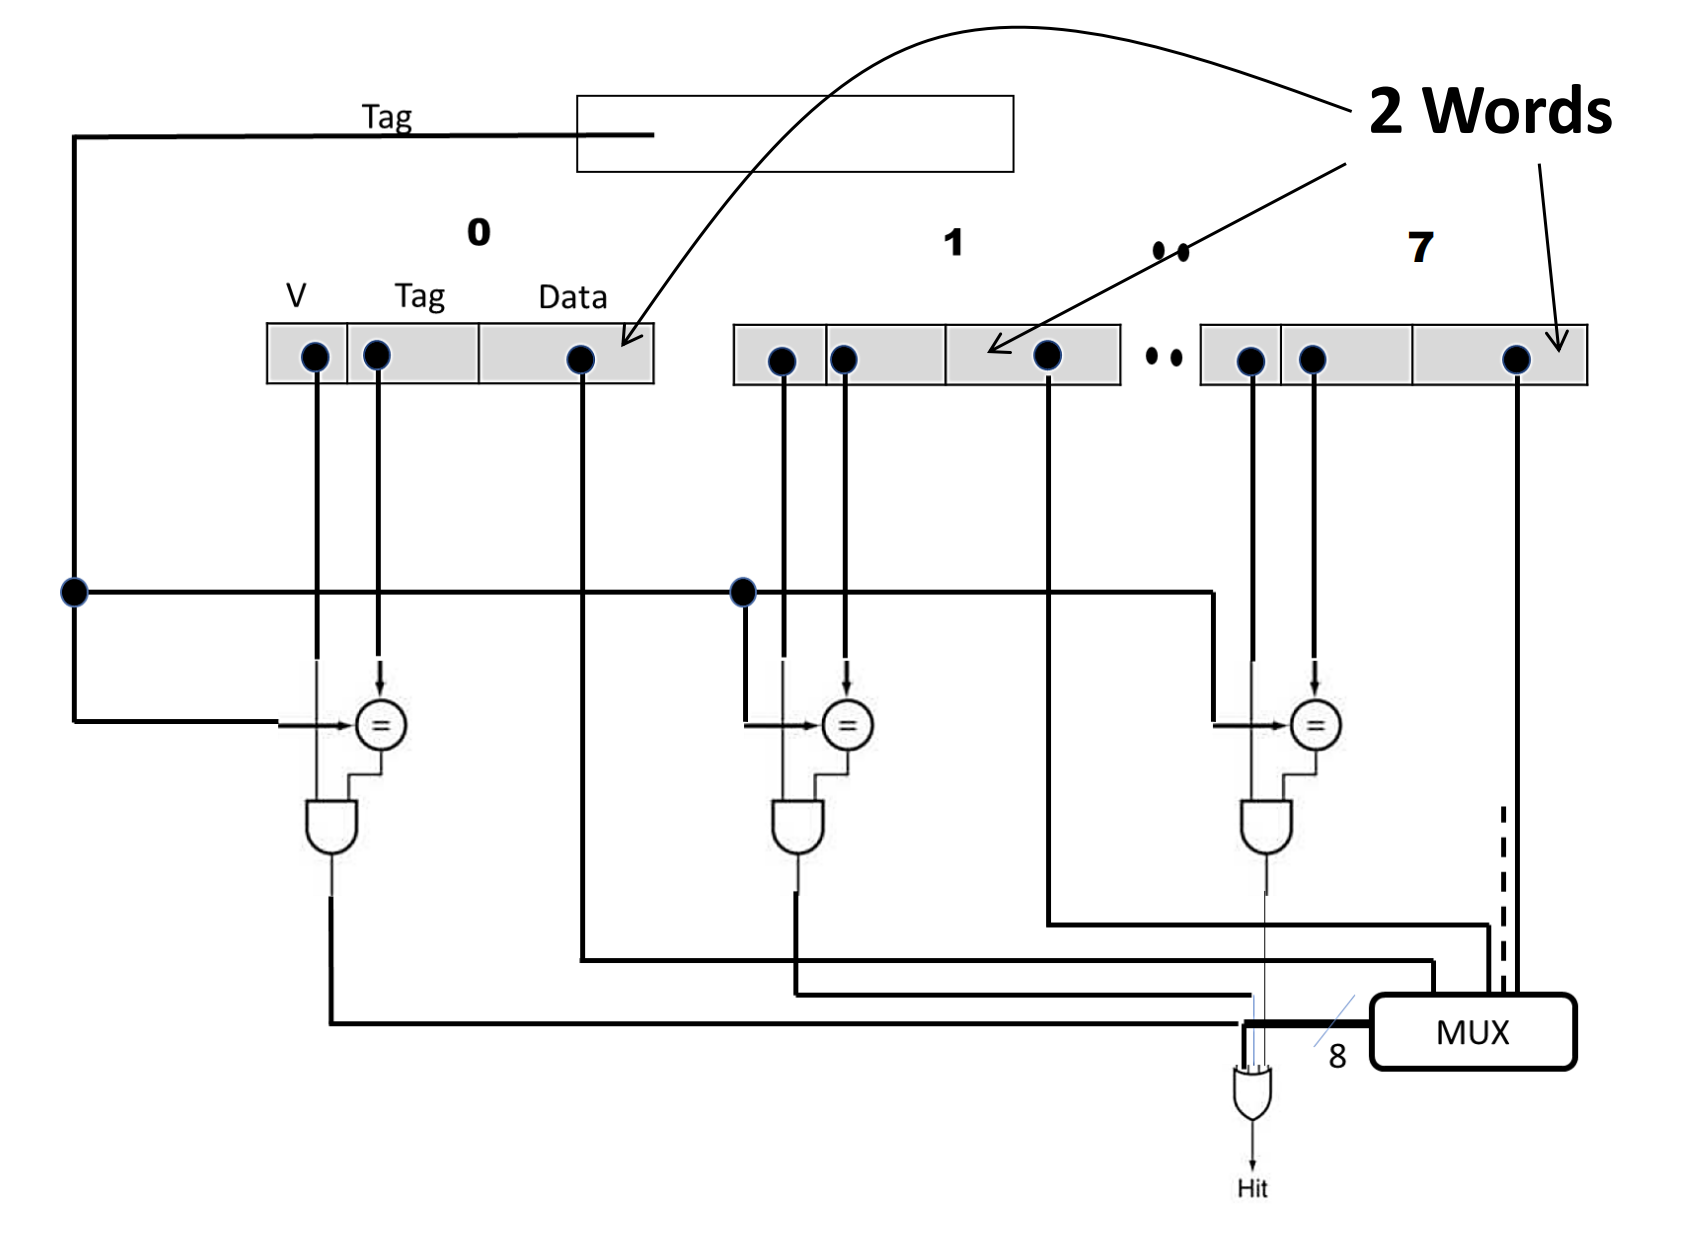 Tag
2 Words
0
1
7
V
Tag
Data
=
=
=
MUX
8
Hit